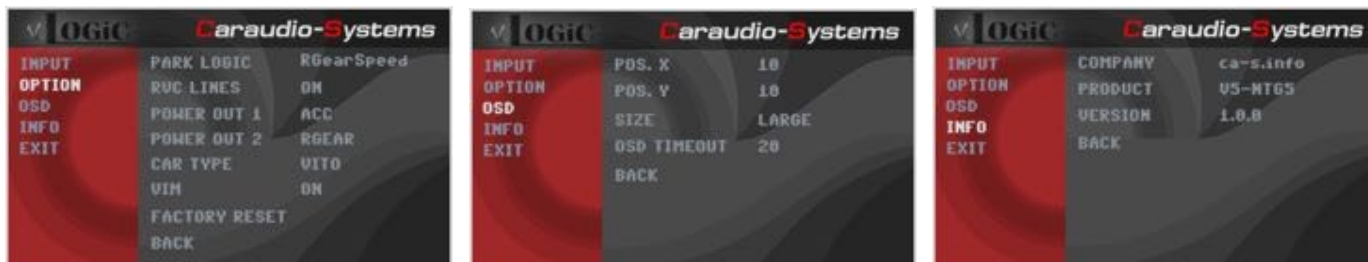 v LOGiC Caraudio-Systems
INPUT
OPTION
OSD
INFO
EXIT
PARK LOGIC RGearSpeed
RVC LINES ON
POWER OUT 1 ACC
POWER OUT 2 RGEAR
CAR TYPE VITO
VIM ON
FACTORY RESET
BACK
v LOGiC Caraudio-Systems
INPUT
OPTION
OSD
INFO
EXIT
POS. X 10
POS. Y 10
SIZE LARGE
OSD TIMEOUT 20
BACK
v LOGiC Caraudio-Systems
INPUT
OPTION
OSD
INFO
EXIT
COMPANY ca-s.info
PRODUCT V5-NTG5
VERSION 1.0.0
BACK